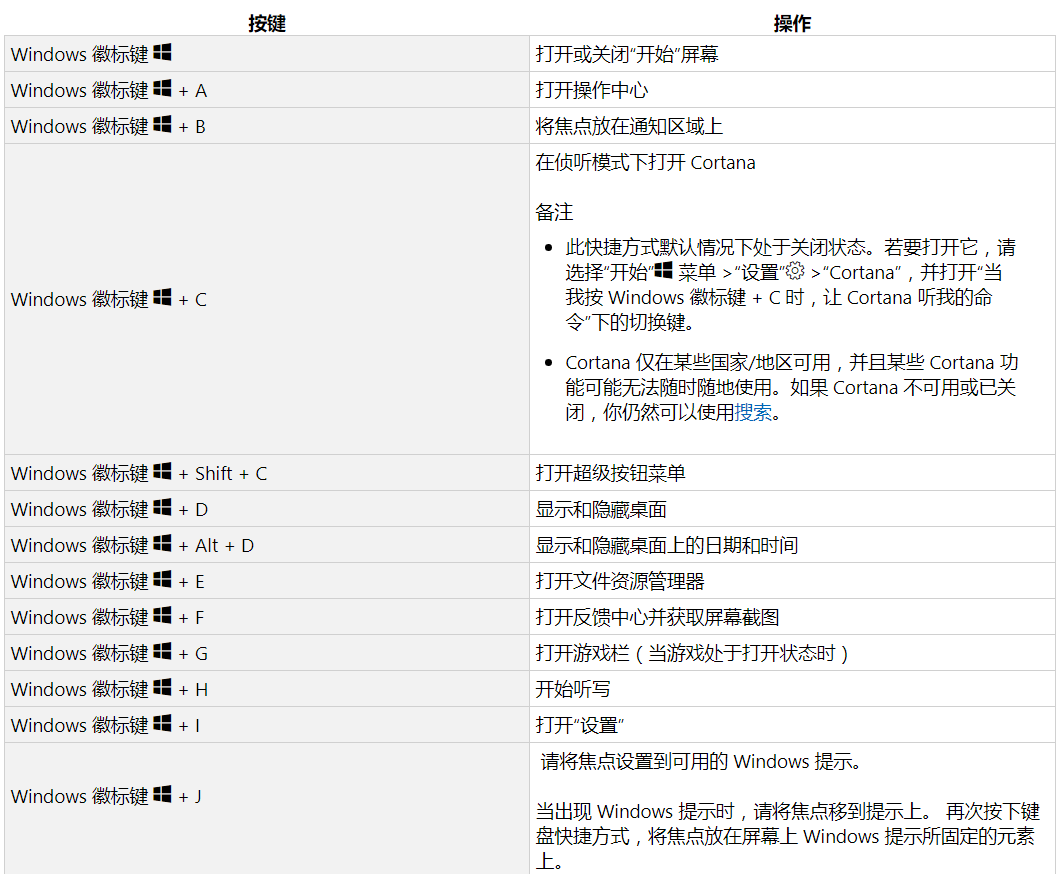 按键 操作
Windows 徽标键 打开或关闭“开始”屏幕
Windows 徽标键 + A 打开操作中心
Windows 徽标键 + B 将焦点放在通知区域上
Windows 徽标键 + C
在侦听模式下打开 Cortana
备注
• 此快捷方式默认情况下处于关闭状态。若要打开它，请
选择“开始” 菜单 >“设置” >“Cortana”，并打开“当
我按 Windows 徽标键 + C 时，让 Cortana 听我的命
令”下的切换键。
• Cortana 仅在某些国家/地区可用，并且某些 Cortana 功
能可能无法随时随地使用。如果 Cortana 不可用或已关
闭，你仍然可以使用搜索。
Windows 徽标键 + Shift + C 打开超级按钮菜单
Windows 徽标键 + D 显示和隐藏桌面
Windows 徽标键 + Alt + D 显示和隐藏桌面上的日期和时间
Windows 徽标键 + E 打开文件资源管理器
Windows 徽标键 + F 打开反馈中心并获取屏幕截图
Windows 徽标键 + G 打开游戏栏（当游戏处于打开状态时）
Windows 徽标键 + H 开始听写
Windows 徽标键 + I 打开“设置”
Windows 徽标键 + J
请将焦点设置到可用的 Windows 提示。
当出现 Windows 提示时，请将焦点移到提示上。 再次按下键
盘快捷方式，将焦点放在屏幕上 Windows 提示所固定的元素
上。